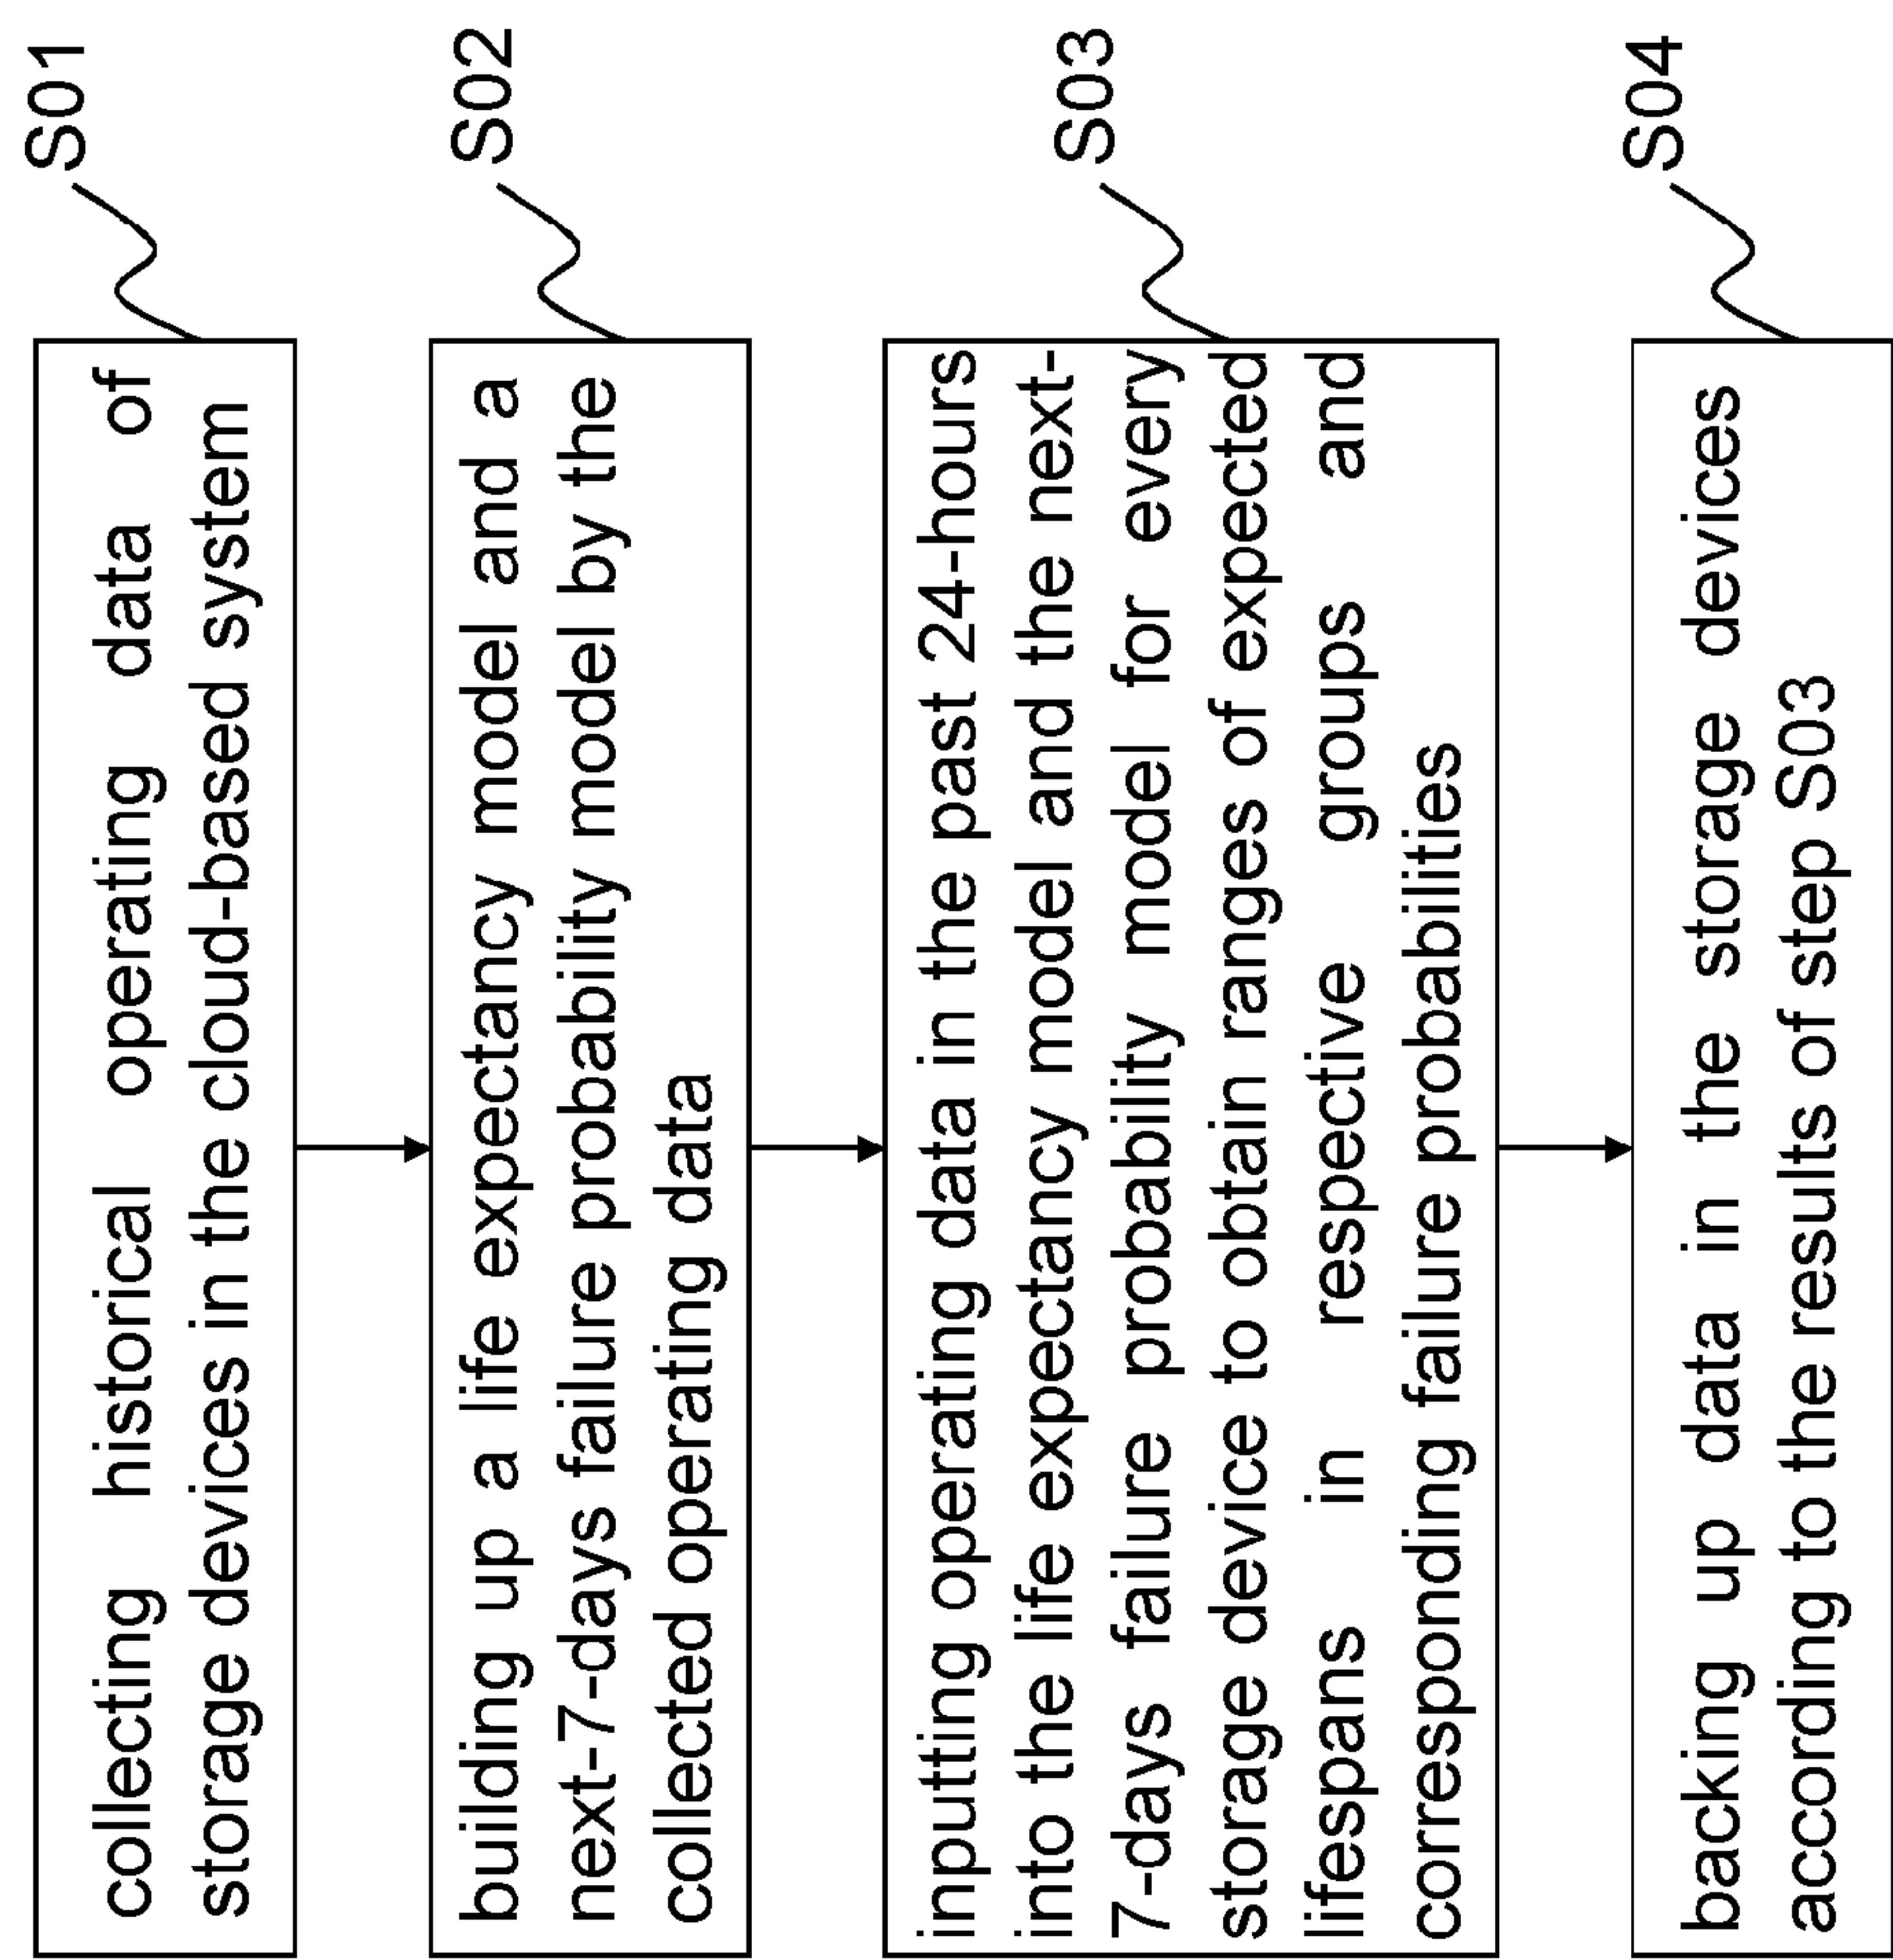 collecting historical operating data of
storage devices in the cloud-based system
S01
building up a life expectancy model and a
next-7-days failure probability model by the
collected operating data
S02
inputting operating data in the past 24-hours
into the life expectancy model and the next-
7-days failure probability model for every
storage device to obtain ranges of expected
lifespans in respective groups and
corresponding failure probabilities
S03
backing up data in the storage devices
according to the results of step S03
S04